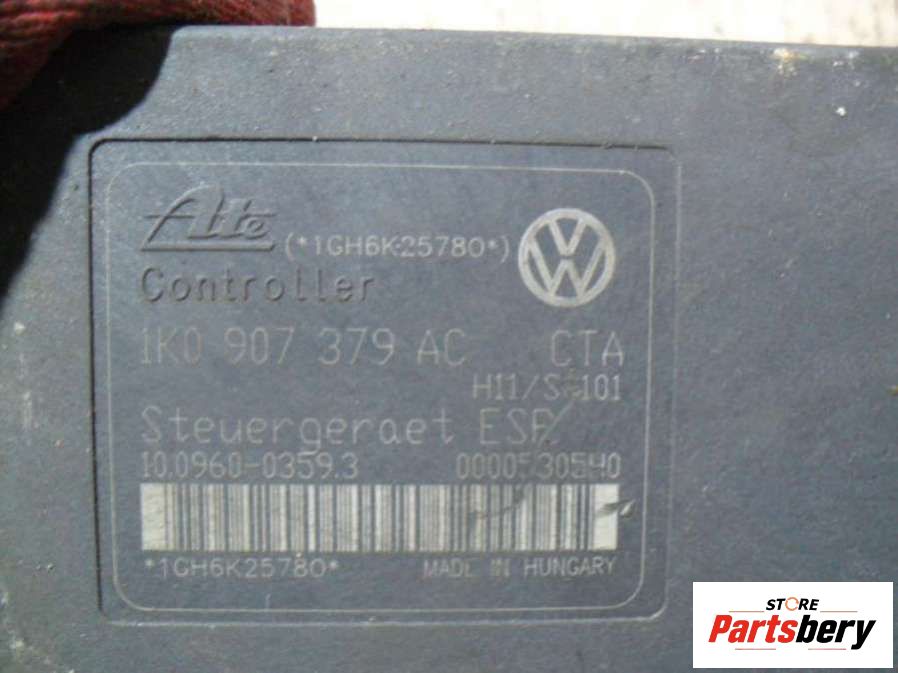 Ate (*1GH6K25780*)
Controller
1K0 907 379 AC CTA
H11/S 101
Steuergeraet ESP
10.0960-0359.3 0000530540
*1GH6K25780* MADE IN HUNGARY
STORE
Partsbery